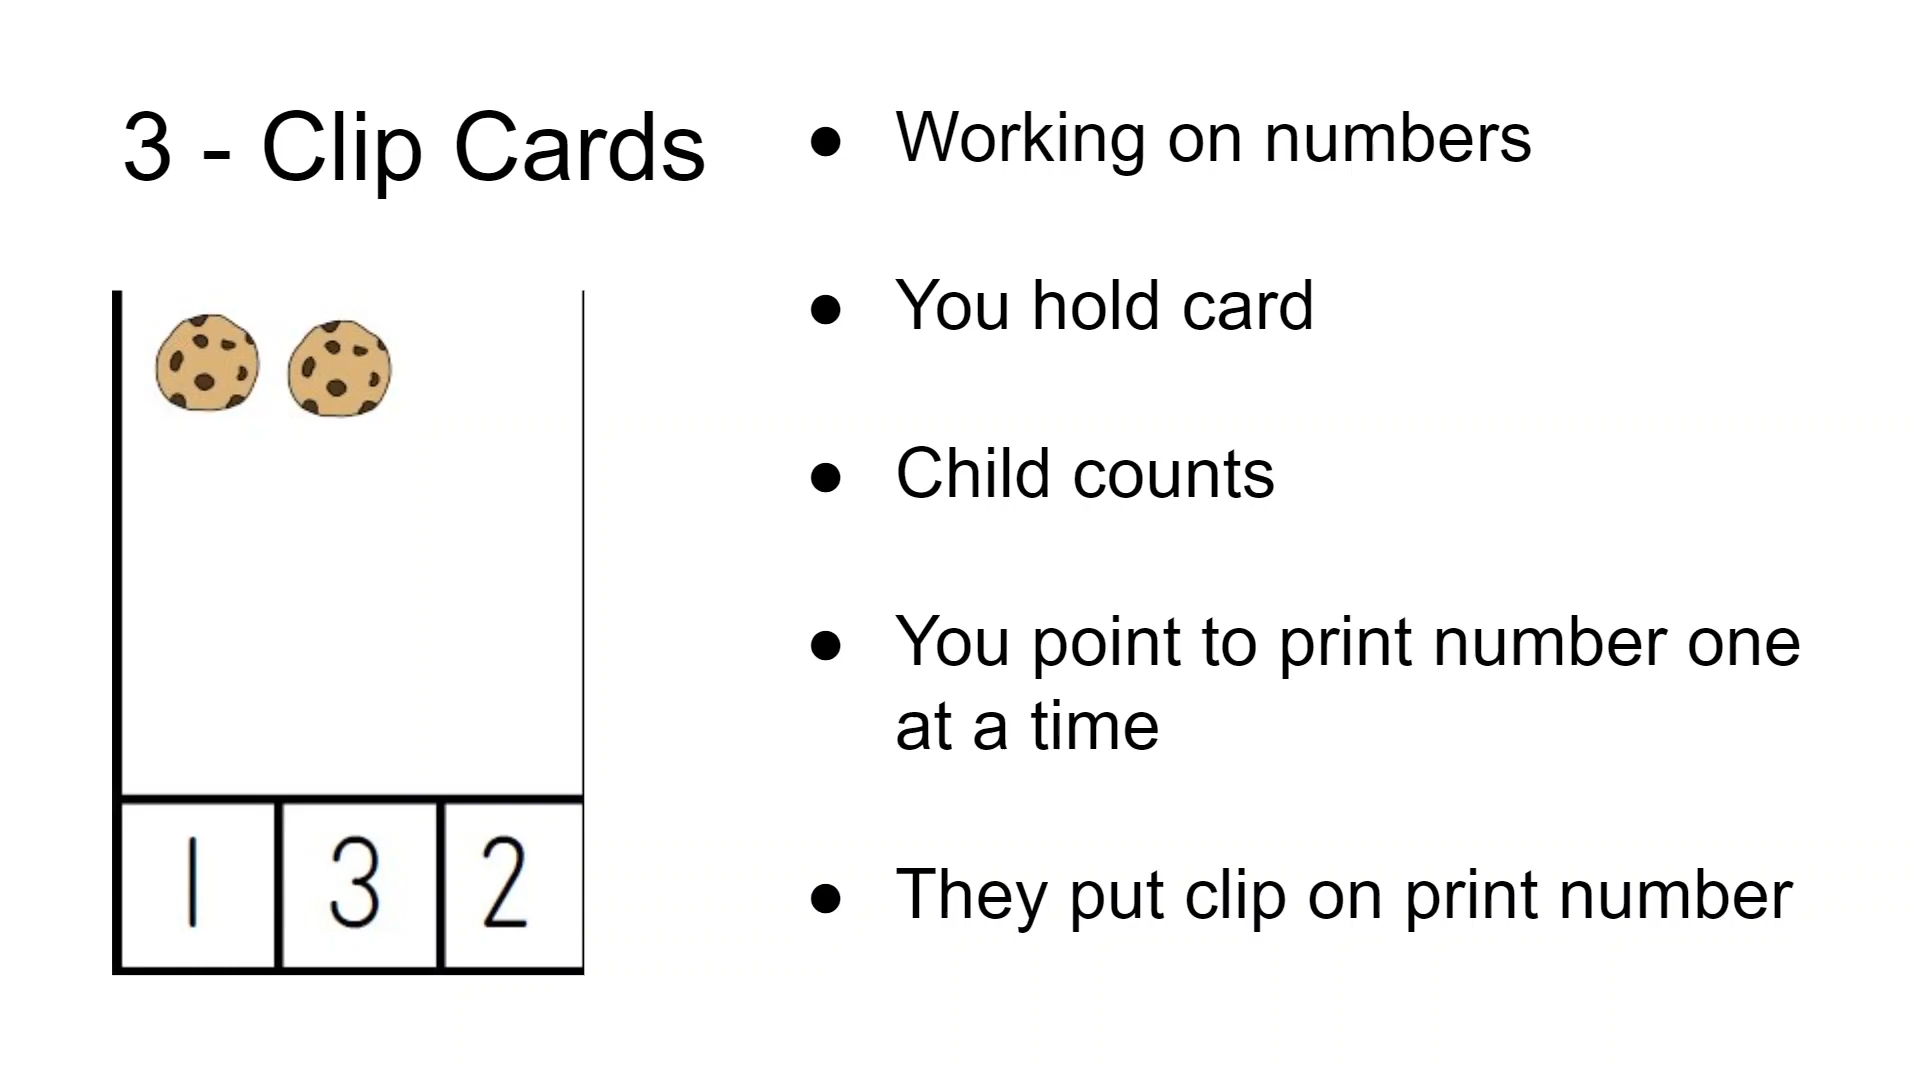 3 - Clip Cards
1 3 2
● Working on numbers
● You hold card
● Child counts
● You point to print number one
at a time
● They put clip on print number